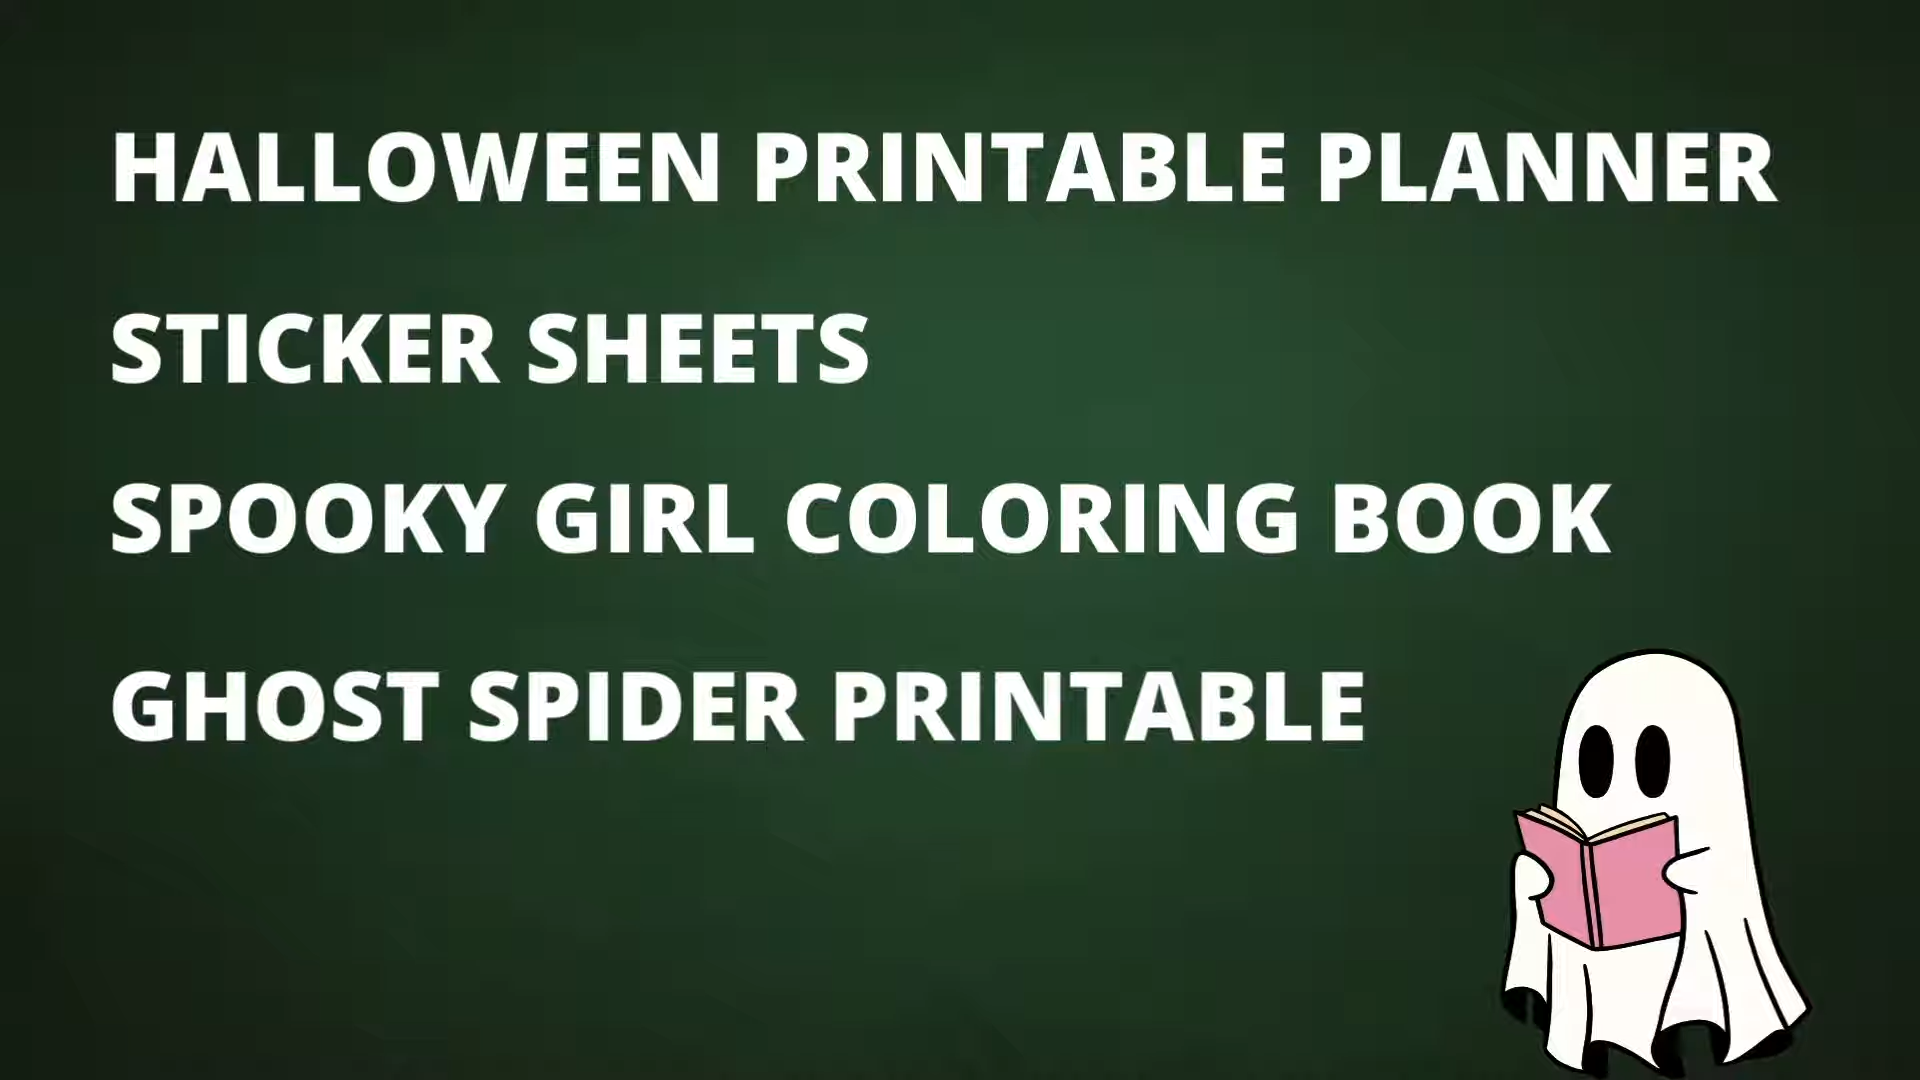 HALLOWEEN PRINTABLE PLANNER
STICKER SHEETS
SPOOKY GIRL COLORING BOOK
GHOST SPIDER PRINTABLE